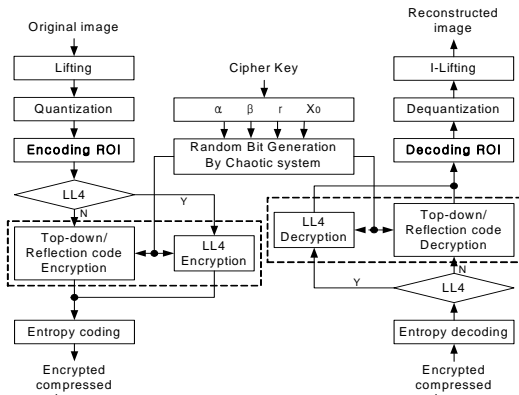 Original image
Lifting
Quantization
Encoding ROI
LL4
Y
N
Top-down/
Reflection code
Encryption
LL4
Encryption
Entropy coding
Encrypted
compressed
Cipher Key
α β r X0
Random Bit Generation
By Chaotic system
Reconstructed
image
I-Lifting
Dequantization
Decoding ROI
LL4
Decryption
Top-down/
Reflection code
Decryption
N
Y
LL4
Entropy decoding
Encrypted
compressed